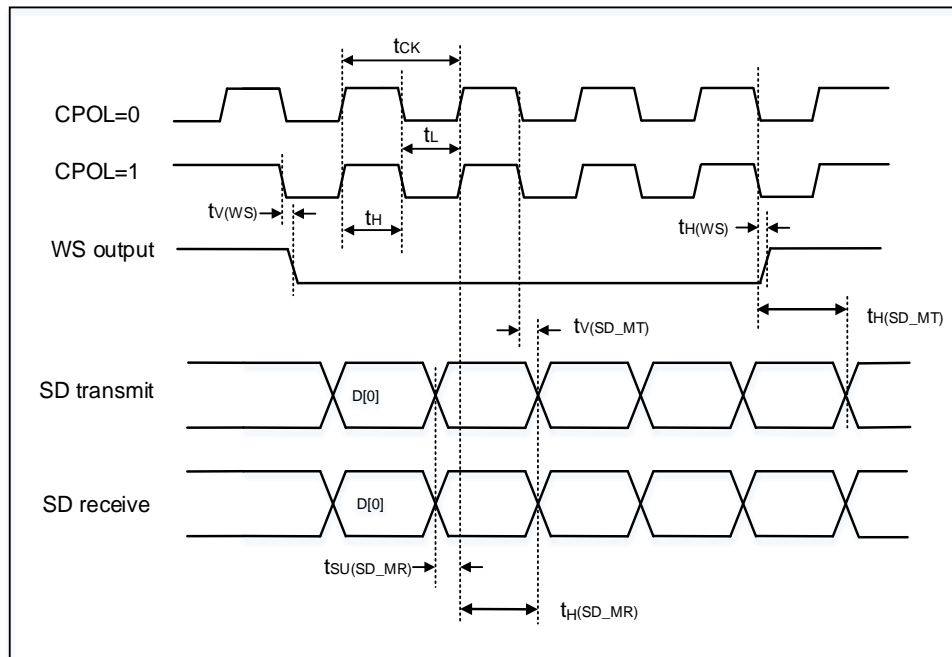 tCK
CPOL=0
tL
CPOL=1
tV(WS)
tH
tH(WS)
WS output
tV(SD_MT)
tH(SD_MT)
SD transmit
D[0]
SD receive
D[0]
tSU(SD_MR)
tH(SD_MR)